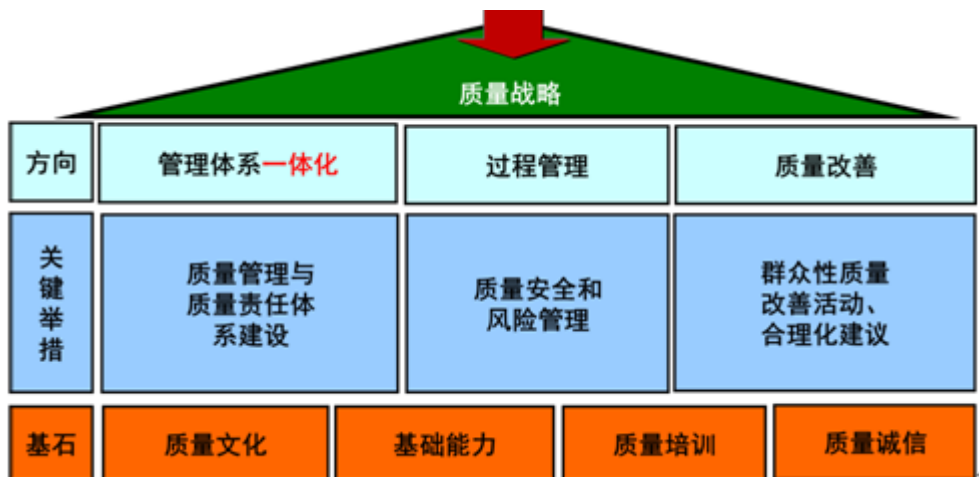 质量战略
方向
管理体系一体化
过程管理
质量改善
关
键
举
措
质量管理与
质量责任体
系建设
质量安全和
风险管理
群众性质量
改善活动、
合理化建议
基石
质量文化
基础能力
质量培训
质量诚信